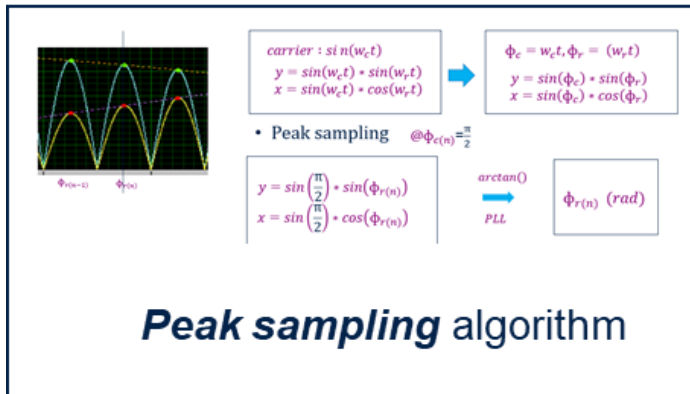 carrier : sin(w_c t)
y = sin(w_c t) * sin(w_r t)
x = sin(w_c t) * cos(w_r t)
ϕ_c = w_c t, ϕ_r = (w_r t)
y = sin(ϕ_c) * sin(ϕ_r)
x = sin(ϕ_c) * cos(ϕ_r)
• Peak sampling @ϕ_c(n)=π/2
ϕ_r(n-2) ϕ_r(n)
y = sin(π/2) * sin(ϕ_r(n))
x = sin(π/2) * cos(ϕ_r(n))
arctan()
PLL
ϕ_r(n) (rad)
Peak sampling algorithm